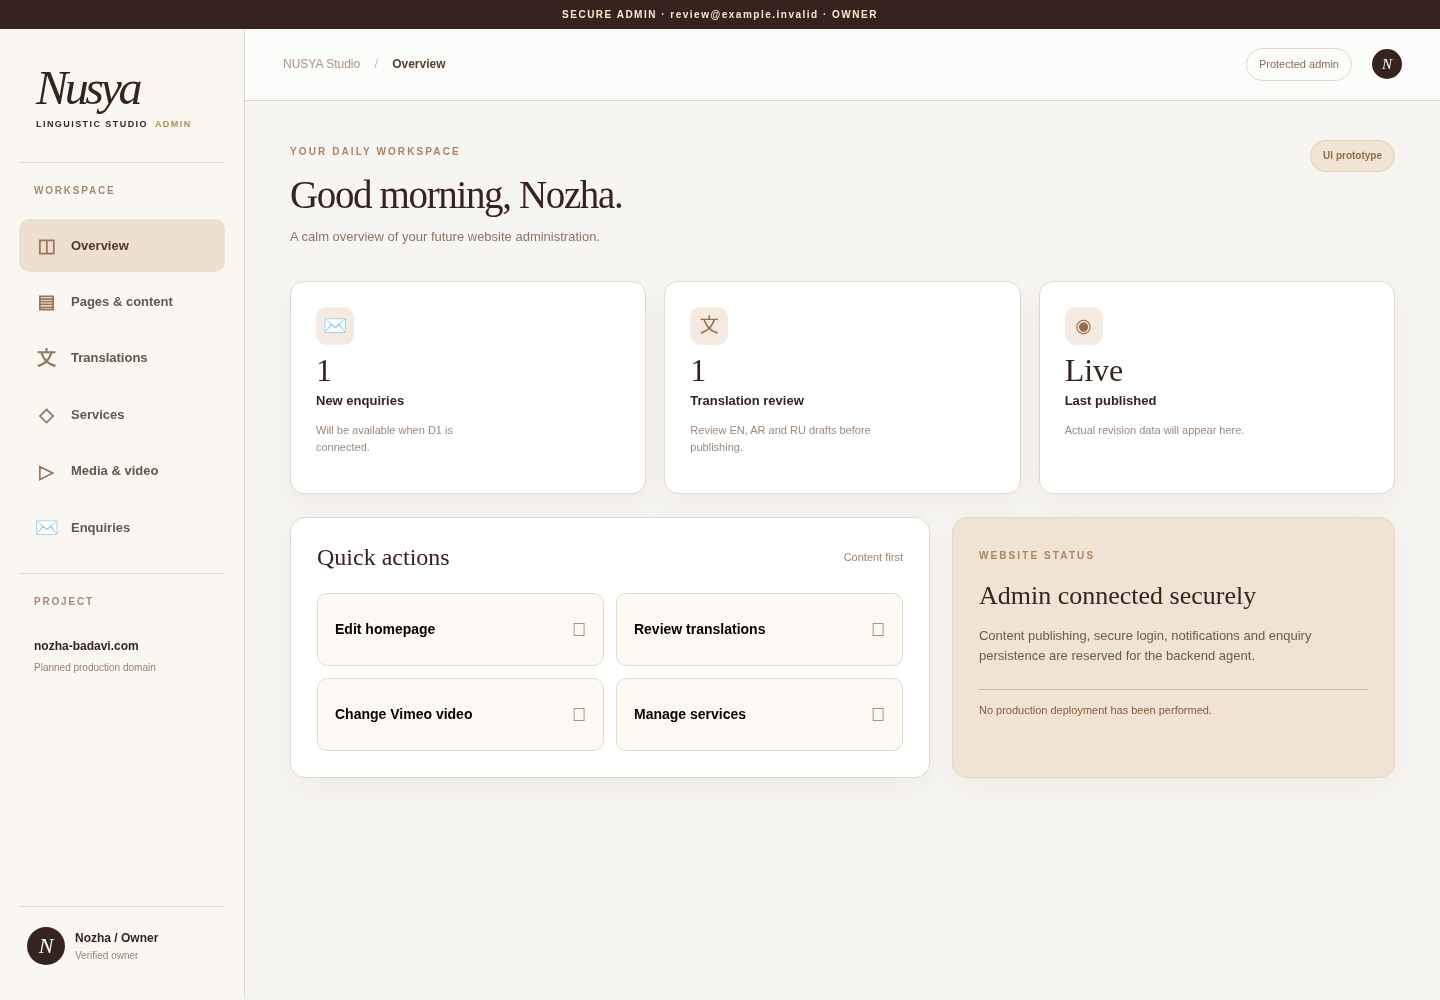 SECURE ADMIN · review@example.invalid · OWNER
Nusya
LINGUISTIC STUDIO ADMIN
WORKSPACE
Overview
Pages & content
文 Translations
Services
Media & video
Enquiries
PROJECT
nozha-badavi.com
Planned production domain
N
Nozha / Owner
Verified owner
NUSYA Studio / Overview
Protected admin
N
YOUR DAILY WORKSPACE
UI prototype
Good morning, Nozha.
A calm overview of your future website administration.
1
New enquiries
Will be available when D1 is
connected.
文
1
Translation review
Review EN, AR and RU drafts before
publishing.
Live
Last published
Actual revision data will appear here.
Quick actions
Content first
Edit homepage
Review translations
Change Vimeo video
Manage services
WEBSITE STATUS
Admin connected securely
Content publishing, secure login, notifications and enquiry
persistence are reserved for the backend agent.
No production deployment has been performed.